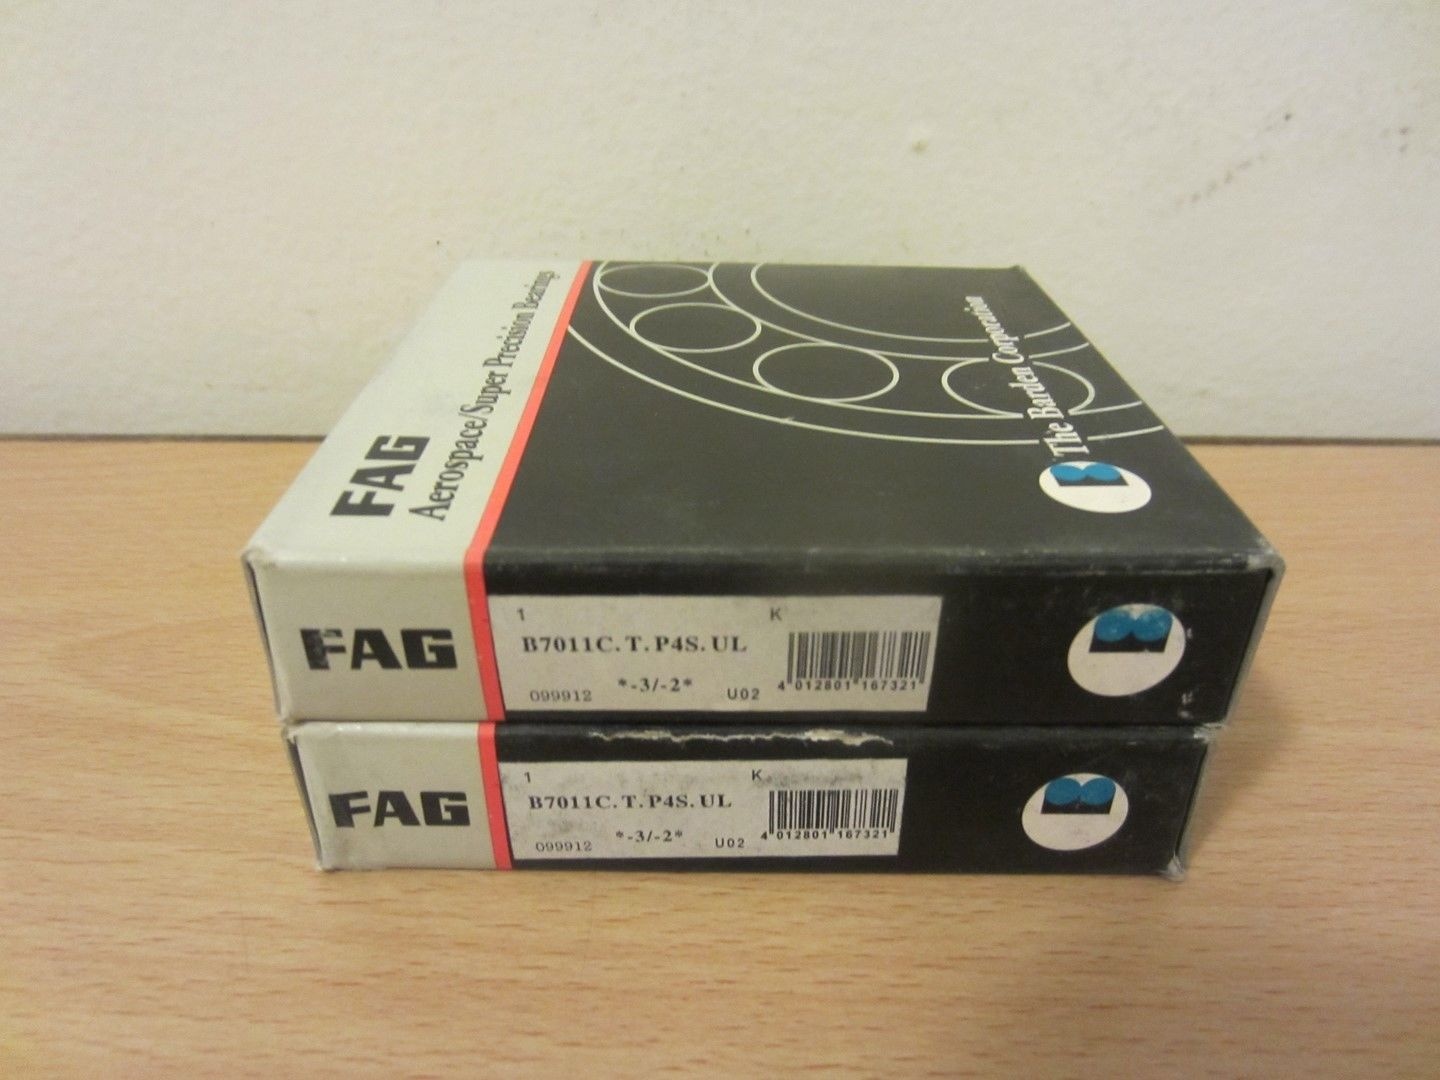 FAG
Aerospace/Super Precision Bearings
The Barden Corporation
B
FAG
1 K
B7011C.T.P4S.UL
099912 *-3/-2* U02
4 012801 167321
B
FAG
1 K
B7011C.T.P4S.UL
099912 *-3/-2* U02
4 012801 167321
B